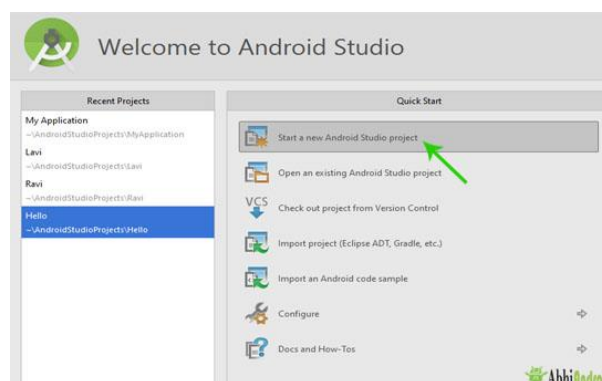 Welcome to Android Studio
Recent Projects
My Application
~\AndroidStudioProjects\MyApplication
Lavi
~\AndroidStudioProjects\Lavi
Ravi
~\AndroidStudioProjects\Ravi
Hello
~\AndroidStudioProjects\Hello
Quick Start
Start a new Android Studio project
Open an existing Android Studio project
VCS
Check out project from Version Control
Import project (Eclipse ADT, Gradle, etc.)
Import an Android code sample
Configure
Docs and How-Tos